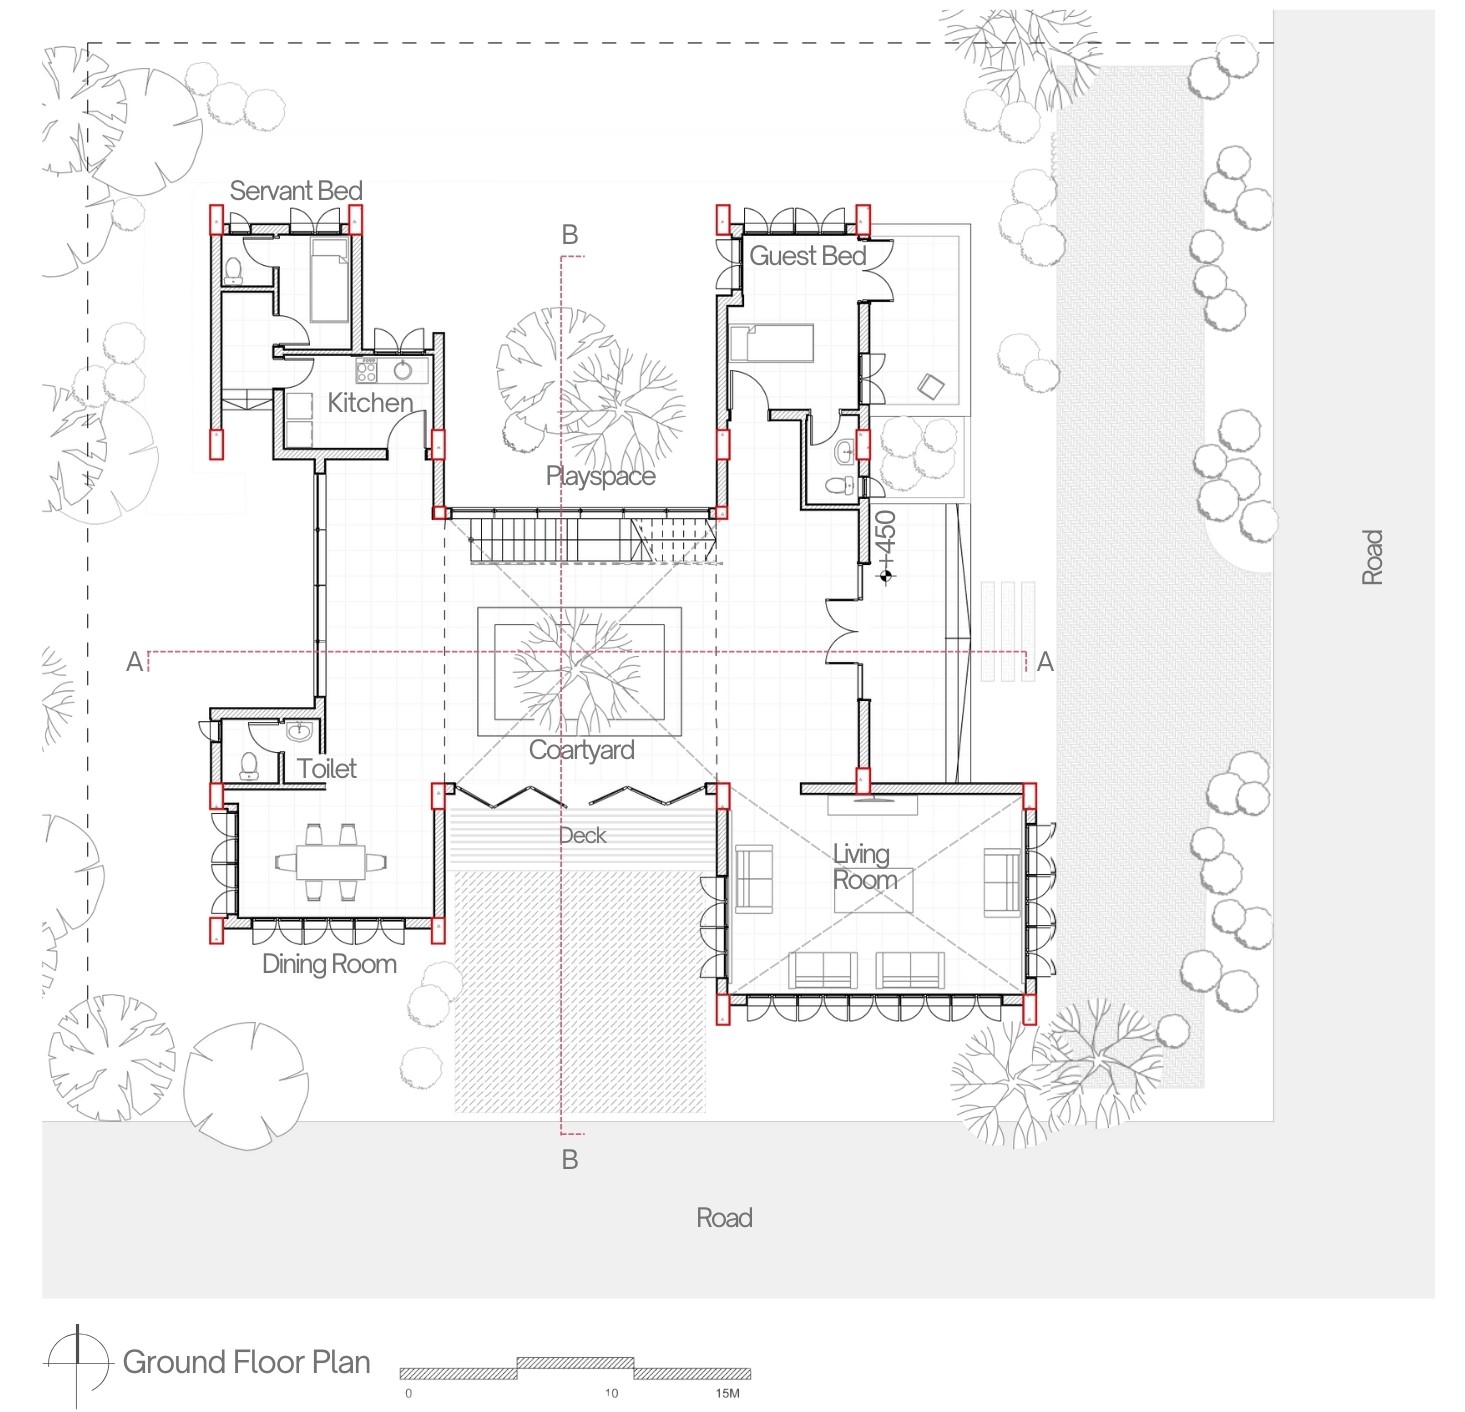 Servant Bed
B
Guest Bed
Kitchen
Playspace
+450
Road
A
A
Coartyard
Toilet
Deck
Living
Room
Dining Room
B
Road
Ground Floor Plan
0 10 15M